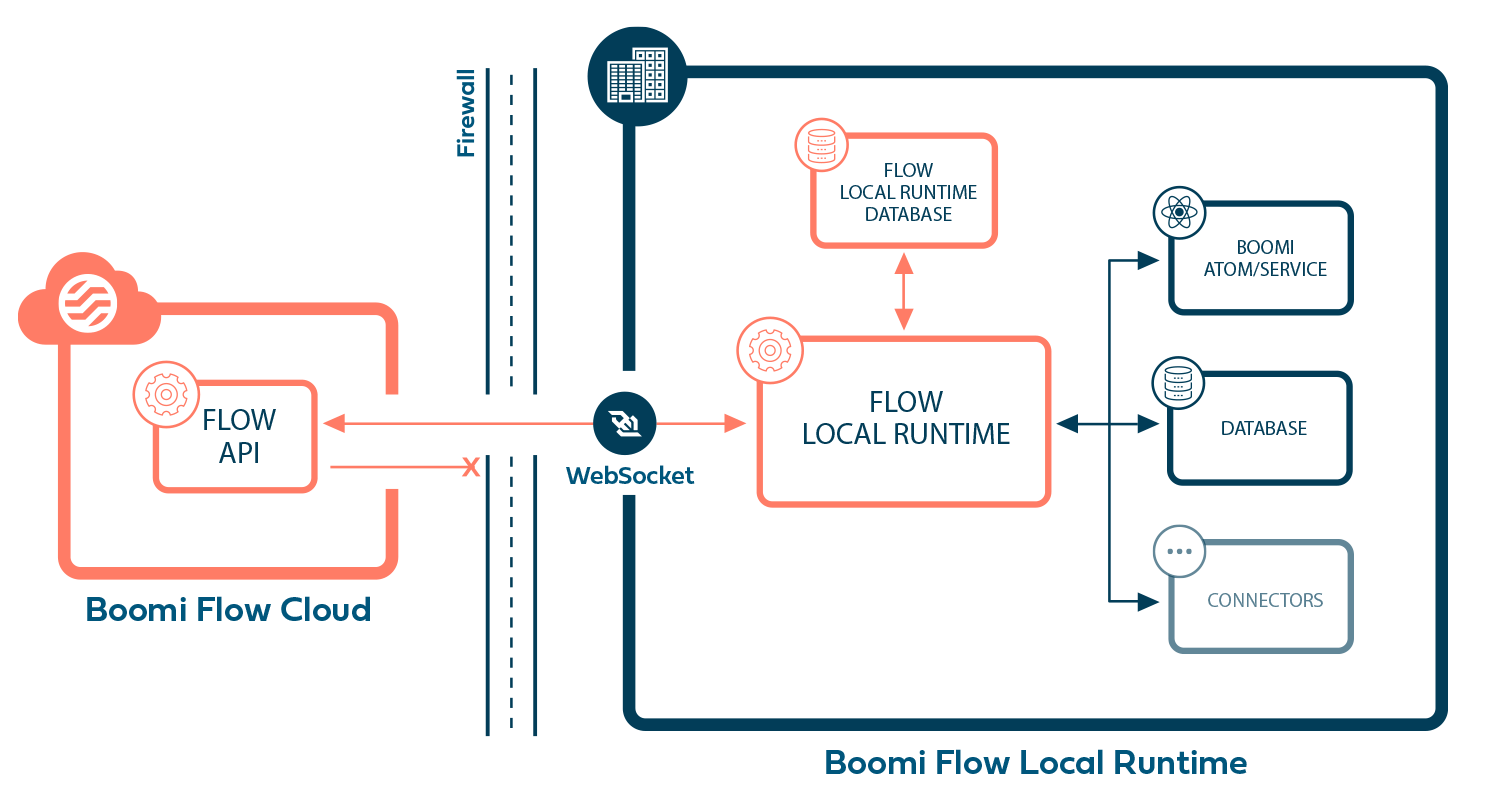 Firewall
FLOW
LOCAL RUNTIME
DATABASE
BOOMI
ATOM/SERVICE
FLOW
API
X
WebSocket
FLOW
LOCAL RUNTIME
DATABASE
CONNECTORS
Boomi Flow Cloud
Boomi Flow Local Runtime